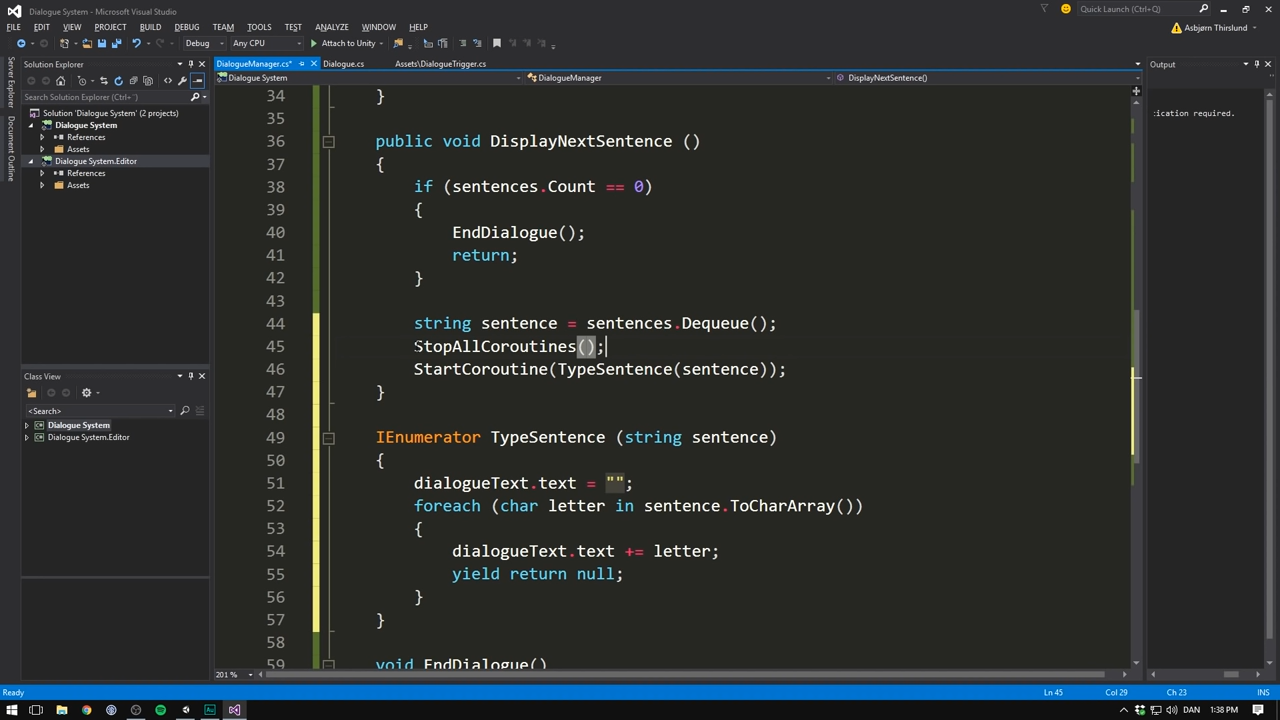 Dialogue System - Microsoft Visual Studio
Quick Launch (Ctrl+Q)
FILE EDIT VIEW PROJECT BUILD DEBUG TEAM TOOLS TEST ANALYZE WINDOW HELP
Asbjørn Thirslund
Debug Any CPU Attach to Unity
Server Explorer
Document Outline
Solution Explorer
Search Solution Explorer (Ctrl+
Solution 'Dialogue System' (2 projects)
Dialogue System
References
Assets
Dialogue System.Editor
References
Assets
Class View
<Search>
Dialogue System
Dialogue System.Editor
DialogueManager.cs* Dialogue.cs Assets\DialogueTrigger.cs
Dialogue System DialogueManager DisplayNextSentence()
34 }
35
36 public void DisplayNextSentence ()
37 {
38 if (sentences.Count == 0)
39 {
40 EndDialogue();
41 return;
42 }
43
44 string sentence = sentences.Dequeue();
45 StopAllCoroutines();
46 StartCoroutine(TypeSentence(sentence));
47 }
48
49 IEnumerator TypeSentence (string sentence)
50 {
51 dialogueText.text = "";
52 foreach (char letter in sentence.ToCharArray())
53 {
54 dialogueText.text += letter;
55 yield return null;
56 }
57 }
58
59 void EndDialogue()
201 %
Output
ication required.
Ready Ln 45 Col 29 Ch 23 INS
DAN 1:38 PM